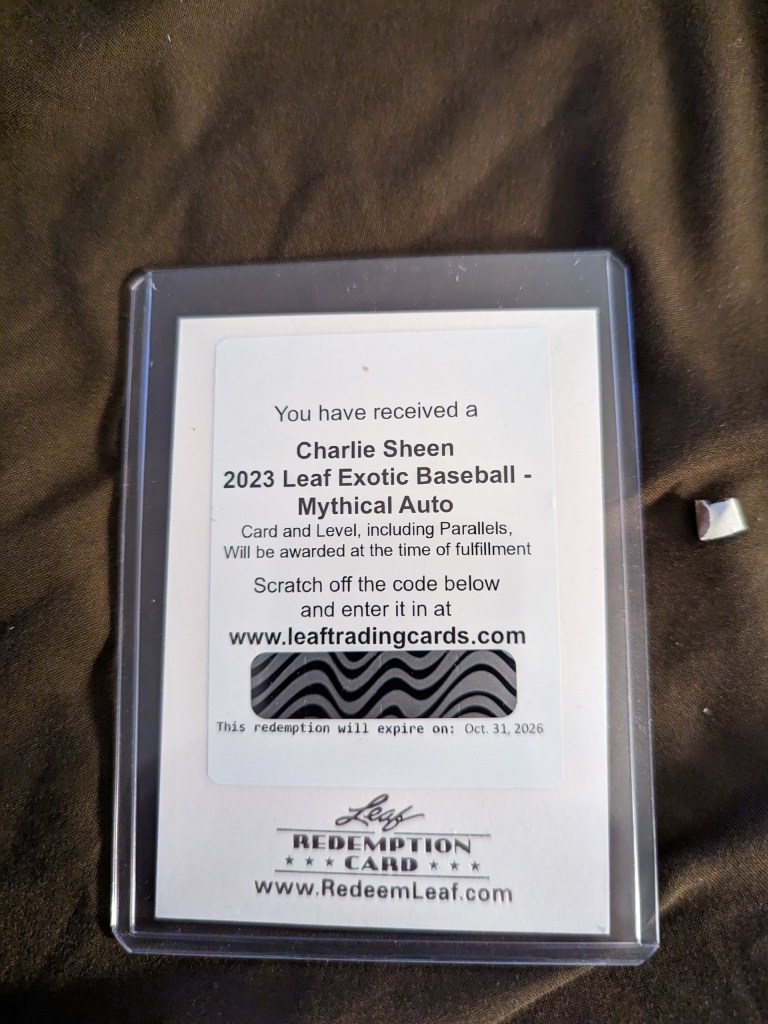 You have received a
Charlie Sheen
2023 Leaf Exotic Baseball -
Mythical Auto
Card and Level, including Parallels,
Will be awarded at the time of fulfillment
Scratch off the code below
and enter it in at
www.leaftradingcards.com
This redemption will expire on: Oct. 31, 2026
Leaf
REDEMPTION
★ ★ ★ CARD ★ ★ ★
www.RedeemLeaf.com